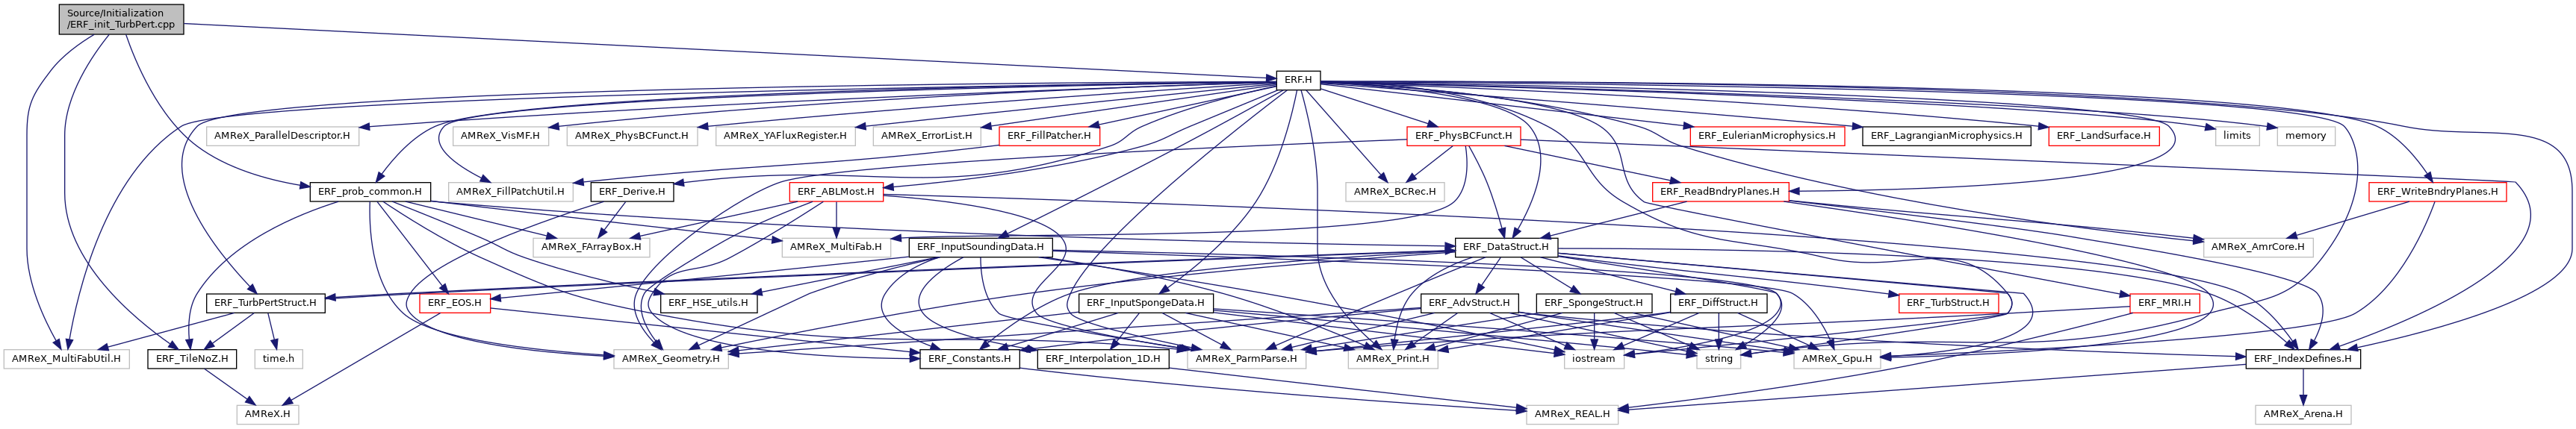 Source/Initialization
/ERF_init_TurbPert.cpp
ERF.H
AMReX_ParallelDescriptor.H
AMReX_VisMF.H
AMReX_PhysBCFunct.H
AMReX_YAFluxRegister.H
AMReX_ErrorList.H
ERF_FillPatcher.H
ERF_PhysBCFunct.H
ERF_EulerianMicrophysics.H
ERF_LagrangianMicrophysics.H
ERF_LandSurface.H
limits
memory
ERF_prob_common.H
AMReX_FillPatchUtil.H
ERF_Derive.H
ERF_ABLMost.H
AMReX_BCRec.H
ERF_ReadBndryPlanes.H
ERF_WriteBndryPlanes.H
AMReX_FArrayBox.H
AMReX_MultiFab.H
ERF_InputSoundingData.H
ERF_DataStruct.H
AMReX_AmrCore.H
ERF_TurbPertStruct.H
ERF_EOS.H
ERF_HSE_utils.H
ERF_InputSpongeData.H
ERF_AdvStruct.H
ERF_SpongeStruct.H
ERF_DiffStruct.H
ERF_TurbStruct.H
ERF_MRI.H
AMReX_MultiFabUtil.H
ERF_TileNoZ.H
time.h
AMReX_Geometry.H
ERF_Constants.H
ERF_Interpolation_1D.H
AMReX_ParmParse.H
AMReX_Print.H
iostream
string
AMReX_Gpu.H
ERF_IndexDefines.H
AMReX.H
AMReX_REAL.H
AMReX_Arena.H